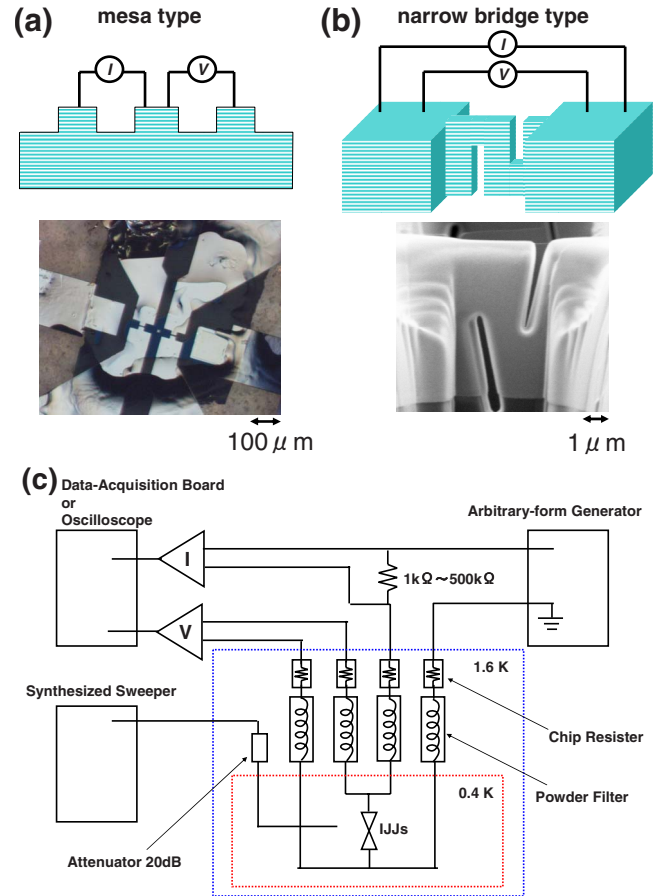 (a) mesa type
(b) narrow bridge type
I
V
I
V
100 μ m
1 μ m
(c)
Data-Acquisition Board
or
Oscilloscope
Arbitrary-form Generator
I
1kΩ～500kΩ
V
1.6 K
Synthesized Sweeper
Chip Resister
0.4 K
Powder Filter
IJJs
Attenuator 20dB